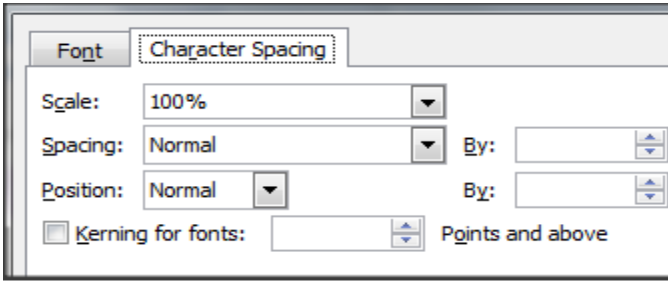 Font Character Spacing
Scale: 100%
Spacing: Normal By:
Position: Normal By:
Kerning for fonts: Points and above